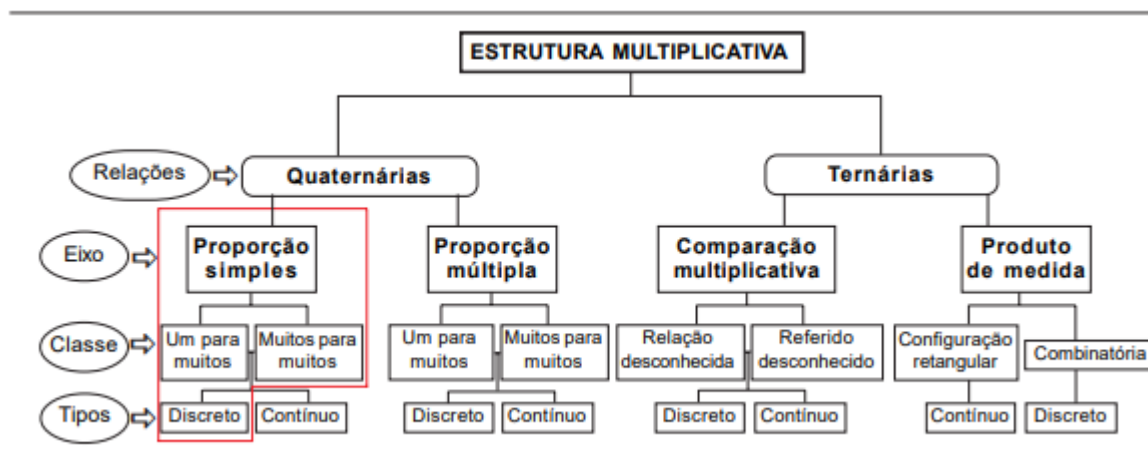 ESTRUTURA MULTIPLICATIVA
Relações
Quaternárias
Ternárias
Eixo
Proporção
simples
Proporção
múltipla
Comparação
multiplicativa
Produto
de medida
Classe
Um para
muitos
Muitos para
muitos
Um para
muitos
Muitos para
muitos
Relação
desconhecida
Referido
desconhecido
Configuração
retangular
Combinatória
Tipos
Discreto
Contínuo
Discreto
Contínuo
Discreto
Contínuo
Contínuo
Discreto